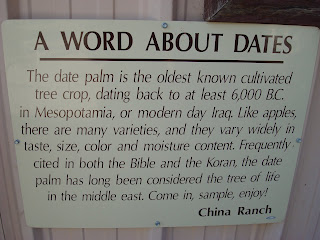 A WORD ABOUT DATES
The date palm is the oldest known cultivated
tree crop, dating back to at least 6,000 B.C.
in Mesopotamia, or modern day Iraq. Like apples,
there are many varieties, and they vary widely in
taste, size, color and moisture content. Frequently
cited in both the Bible and the Koran, the date
palm has long been considered the tree of life
in the middle east. Come in, sample, enjoy!
China Ranch